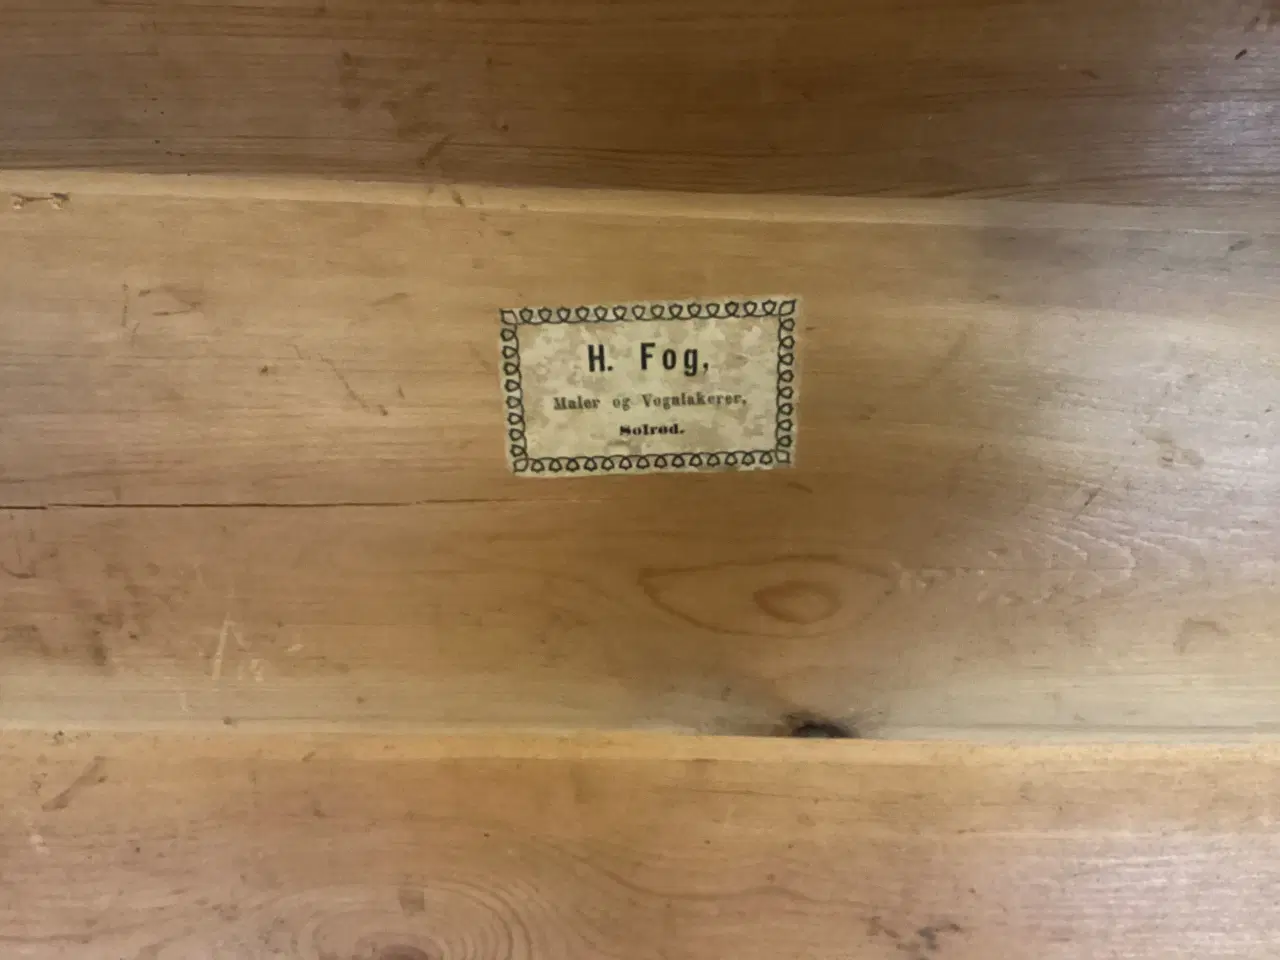 H. Fog,
Maler og Vognlakerer,
Solrød.